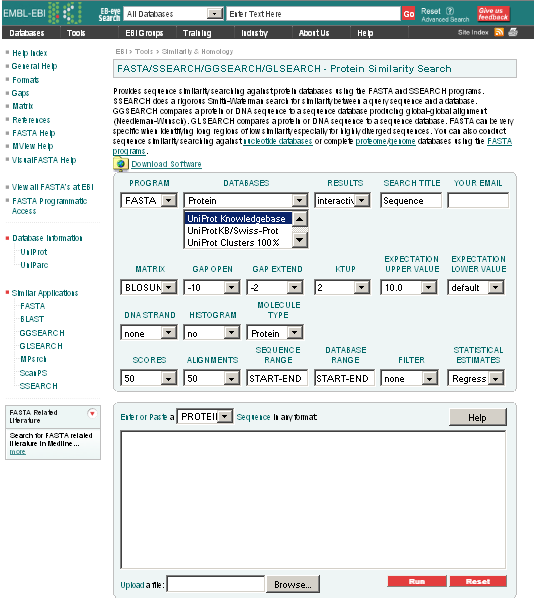 EMBL-EBI
EB-eye Search
All Databases
Enter Text Here
Go
Reset ?
Advanced Search
Give us feedback
Databases Tools EBI Groups Training Industry About Us Help Site Index
Help Index
General Help
Formats
Gaps
Matrix
References
FASTA Help
MView Help
VisualFASTA Help
View all FASTA's at EBI
FASTA Programmatic
Access
Database Information
UniProt
UniParc
Similar Applications
FASTA
BLAST
GGSEARCH
GLSEARCH
MPsrch
ScanPS
SSEARCH
FASTA Related
Literature
Search for FASTA related
literature in Medline...
more
EBI > Tools > Similarity & Homology
FASTA/SSEARCH/GGSEARCH/GLSEARCH - Protein Similarity Search
Provides sequence similarity searching against protein databases using the FASTA and SSEARCH programs.
SSEARCH does a rigorous Smith-Waterman search for similarity between a query sequence and a database.
GGSEARCH compares a protein or DNA sequence to a sequence database producing global-global alignment
(Needleman-Wunsch). GLSEARCH compares a protein or DNA sequence to a sequence database. FASTA can be very
specific when identifying long regions of low similarity especially for highly diverged sequences. You can also conduct
sequence similarity searching against nucleotide databases or complete proteome/genome databases using the FASTA
programs.
Download Software
PROGRAM DATABASES RESULTS SEARCH TITLE YOUR EMAIL
FASTA Protein interactiv Sequence
UniProt Knowledgebase
UniProtKB/Swiss-Prot
UniProt Clusters 100%
MATRIX GAP OPEN GAP EXTEND KTUP EXPECTATION UPPER VALUE EXPECTATION LOWER VALUE
BLOSUM -10 -2 2 10.0 default
DNA STRAND HISTOGRAM MOLECULE TYPE
none no Protein
SCORES ALIGNMENTS SEQUENCE RANGE DATABASE RANGE FILTER STATISTICAL ESTIMATES
50 50 START-END START-END none Regress
Enter or Paste a PROTEIN Sequence in any format:
Help
Upload a file: Browse... Run Reset